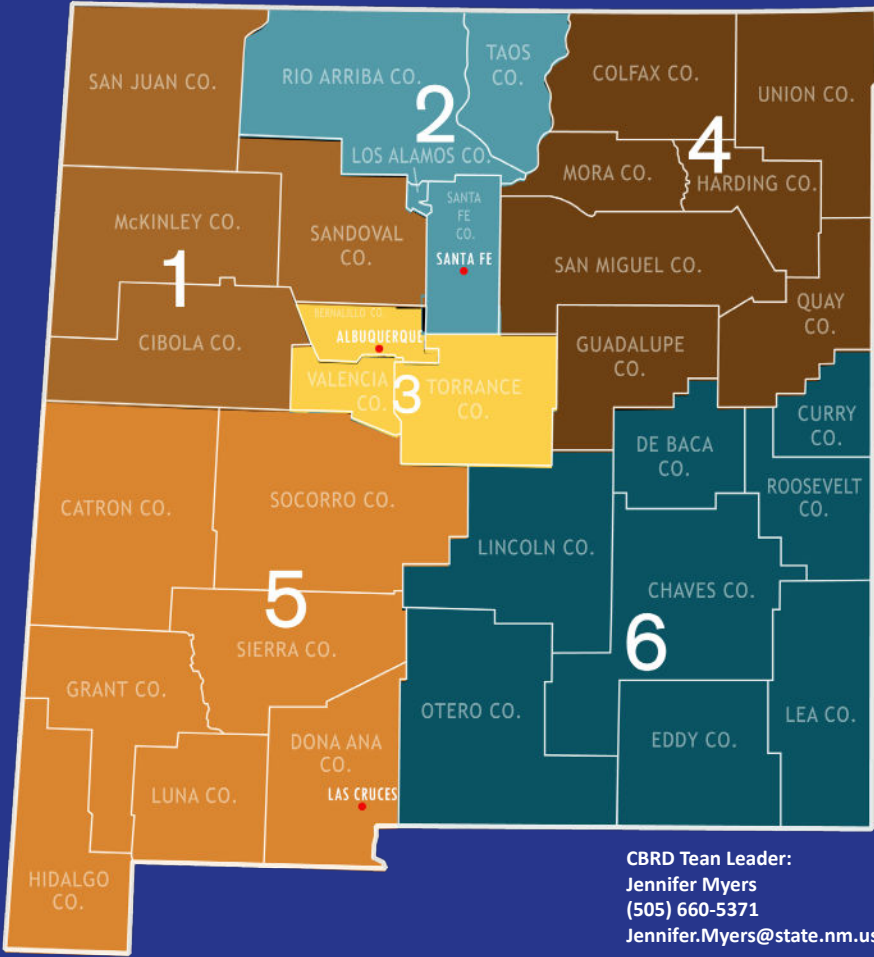 SAN JUAN CO.
RIO ARRIBA CO.
TAOS
CO.
COLFAX CO.
UNION CO.
2
LOS ALAMOS CO.
4
MORA CO.
HARDING CO.
McKINLEY CO.
SANDOVAL
CO.
SANTA
FE
CO.
SANTA FE
SAN MIGUEL CO.
1
QUAY
CO.
CIBOLA CO.
BERNALILLO CO.
ALBUQUERQUE
GUADALUPE
CO.
VALENCIA
CO.
3
TORRANCE
CO.
CURRY
CO.
DE BACA
CO.
ROOSEVELT
CO.
CATRON CO.
SOCORRO CO.
LINCOLN CO.
5
CHAVES CO.
6
SIERRA CO.
GRANT CO.
OTERO CO.
LEA CO.
DONA ANA
CO.
EDDY CO.
LUNA CO.
LAS CRUCES
HIDALGO
CO.
CBRD Tean Leader:
Jennifer Myers
(505) 660-5371
Jennifer.Myers@state.nm.us